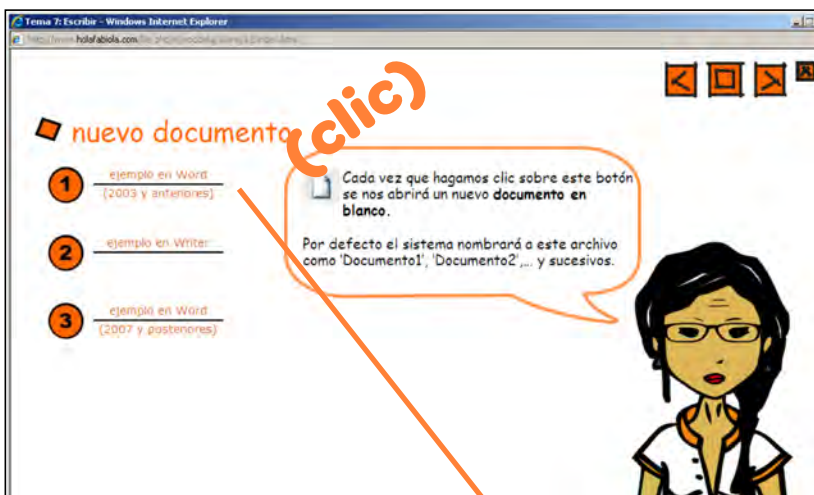 Tema 7: Escribir - Windows Internet Explorer
holafabiola.com
nuevo documento
(clic)
1
ejemplo en Word
(2003 y anteriores)
2
ejemplo en Writer
3
ejemplo en Word
(2007 y posteriores)
Cada vez que hagamos clic sobre este botón
se nos abrirá un nuevo documento en
blanco.
Por defecto el sistema nombrará a este archivo
como 'Documento1', 'Documento2',... y sucesivos.